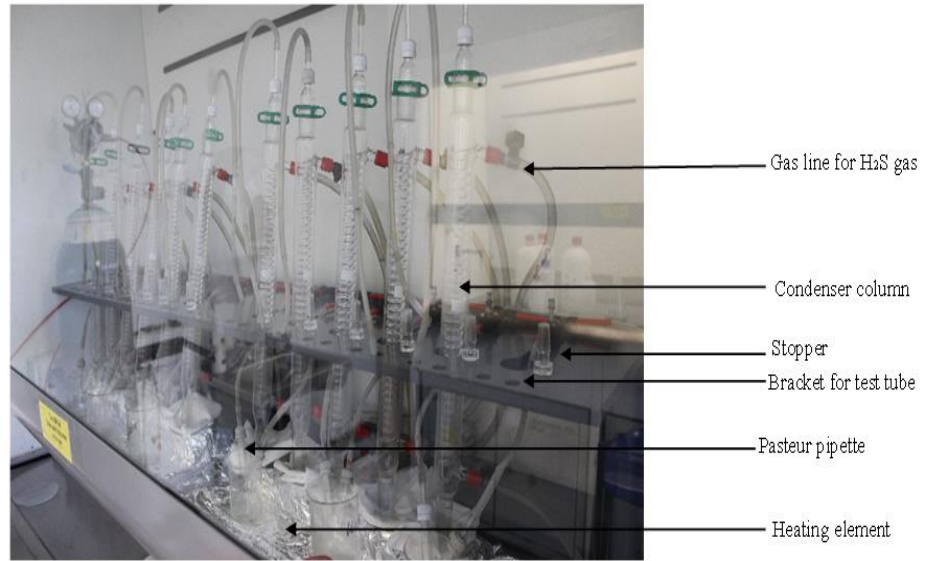 Gas line for H₂S gas
Condenser column
Stopper
Bracket for test tube
Pasteur pipette
Heating element